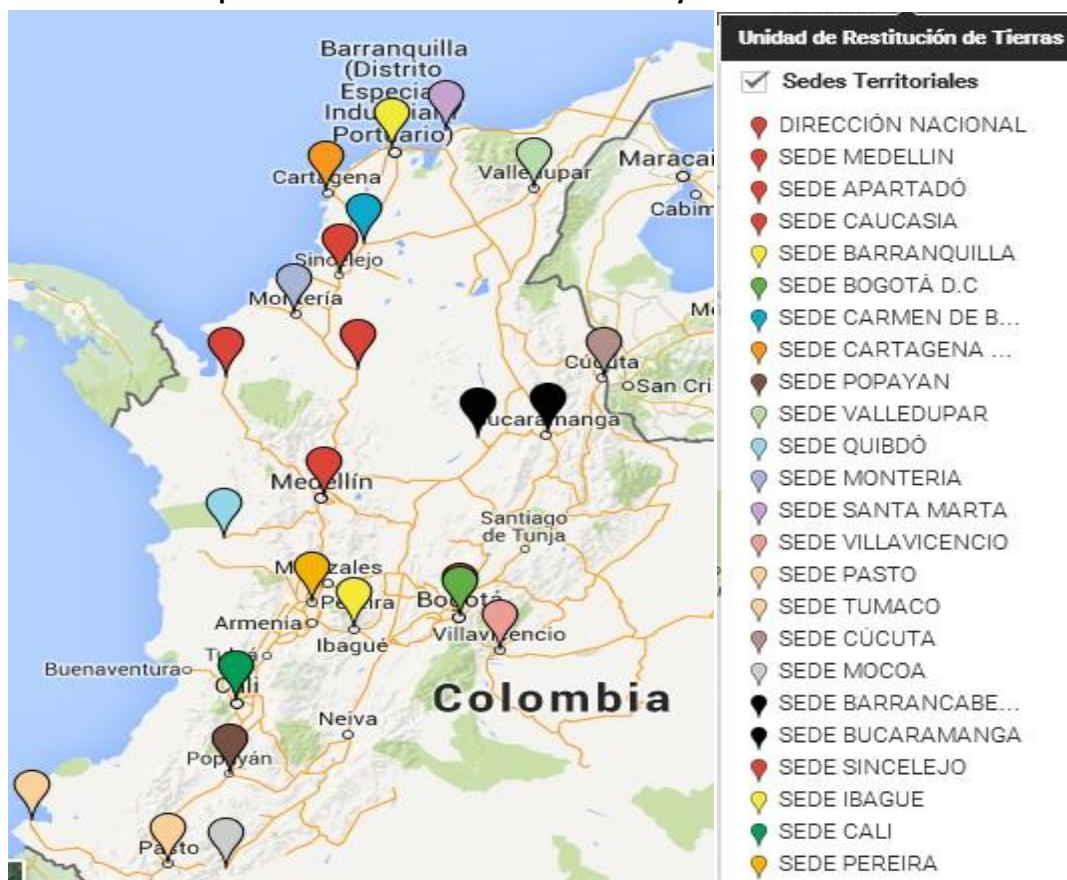 Barranquilla
(Distrito
Especial
Industrial
Portuario)
Cartagena
Valledupar
Maracai
Cabim
Sincelejo
Montería
Cúcuta
San Cri
Bucaramanga
Medellín
Santiago
de Tunja
Manizales
Pereira
Bogotá
Armenia
Ibagué
Villavicencio
Tuluá
Buenaventura
Cali
Colombia
Neiva
Popayán
Pasto
Unidad de Restitución de Tierras
Sedes Territoriales
DIRECCIÓN NACIONAL
SEDE MEDELLIN
SEDE APARTADÓ
SEDE CAUCASIA
SEDE BARRANQUILLA
SEDE BOGOTÁ D.C
SEDE CARMEN DE B...
SEDE CARTAGENA ...
SEDE POPAYAN
SEDE VALLEDUPAR
SEDE QUIBDÓ
SEDE MONTERIA
SEDE SANTA MARTA
SEDE VILLAVICENCIO
SEDE PASTO
SEDE TUMACO
SEDE CÚCUTA
SEDE MOCOA
SEDE BARRANCABE...
SEDE BUCARAMANGA
SEDE SINCELEJO
SEDE IBAGUE
SEDE CALI
SEDE PEREIRA